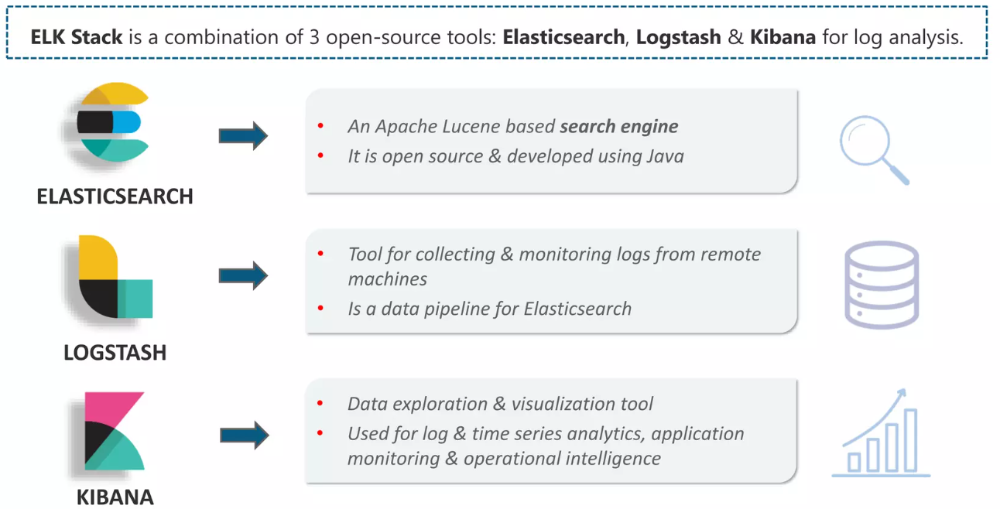 ELK Stack is a combination of 3 open-source tools: Elasticsearch, Logstash & Kibana for log analysis.
• An Apache Lucene based search engine
• It is open source & developed using Java
ELASTICSEARCH
• Tool for collecting & monitoring logs from remote
machines
• Is a data pipeline for Elasticsearch
LOGSTASH
• Data exploration & visualization tool
• Used for log & time series analytics, application
monitoring & operational intelligence
KIBANA